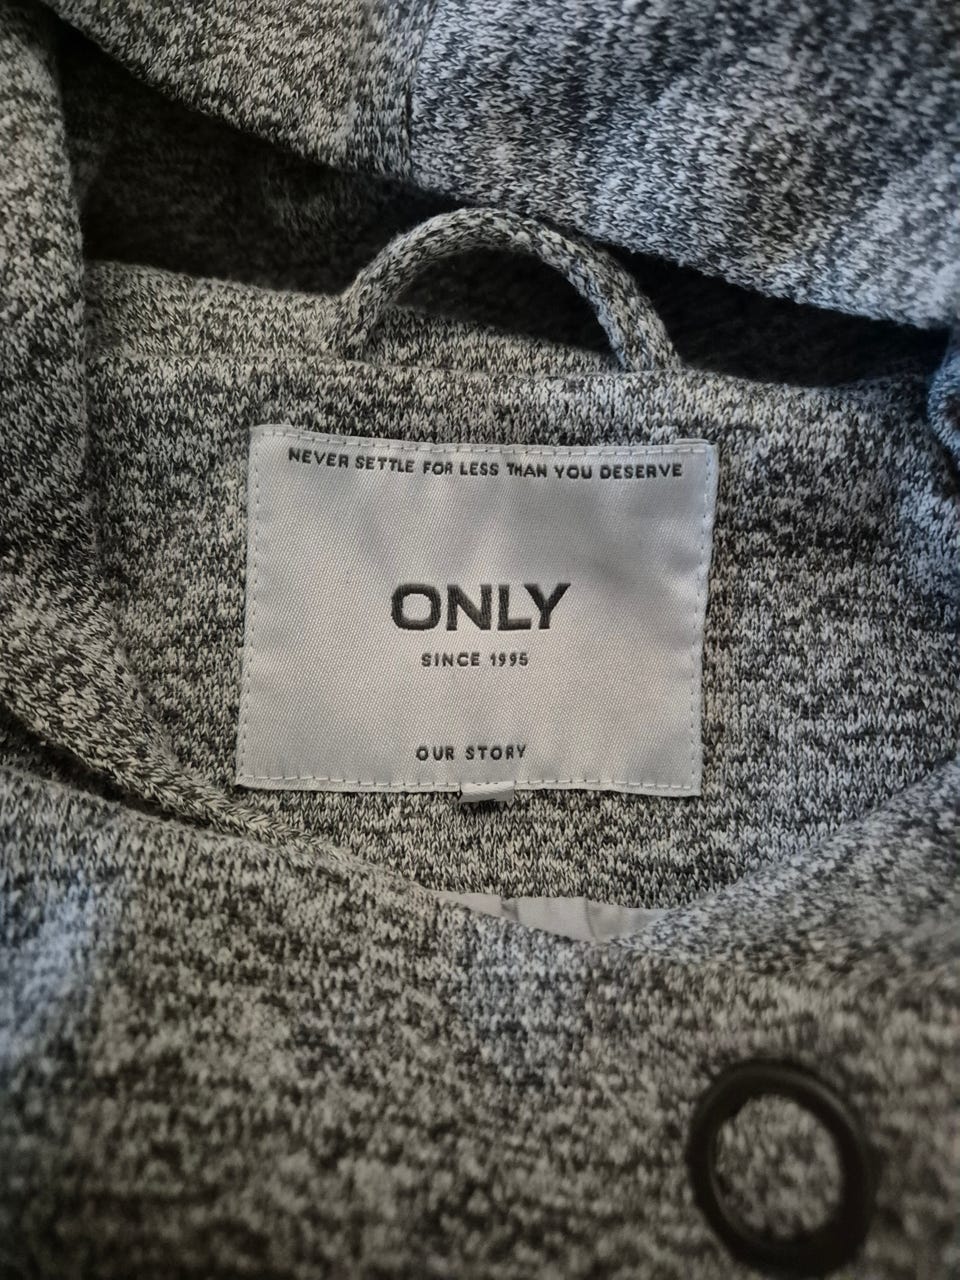 NEVER SETTLE FOR LESS THAN YOU DESERVE
ONLY
SINCE 1995
OUR STORY